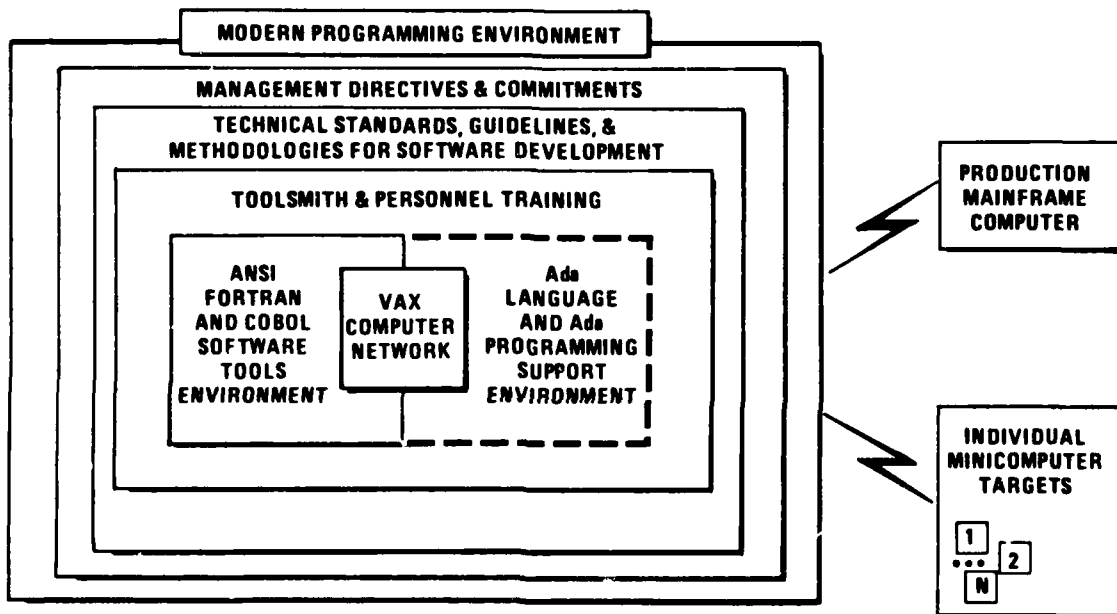 MODERN PROGRAMMING ENVIRONMENT
MANAGEMENT DIRECTIVES & COMMITMENTS
TECHNICAL STANDARDS, GUIDELINES, &
METHODOLOGIES FOR SOFTWARE DEVELOPMENT
TOOLSMITH & PERSONNEL TRAINING
ANSI
FORTRAN
AND COBOL
SOFTWARE
TOOLS
ENVIRONMENT
VAX
COMPUTER
NETWORK
Ada
LANGUAGE
AND Ada
PROGRAMMING
SUPPORT
ENVIRONMENT
PRODUCTION
MAINFRAME
COMPUTER
INDIVIDUAL
MINICOMPUTER
TARGETS
1
... 2
N